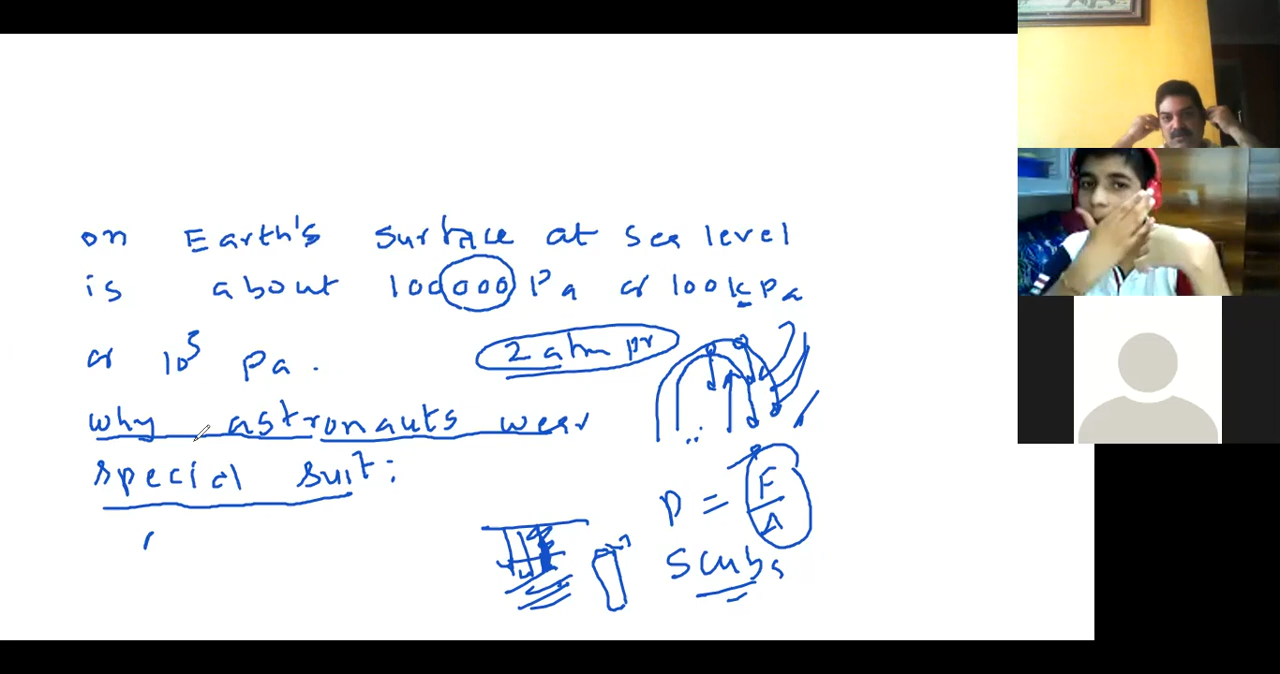 on Earth's surface at sea level
is about 100000 Pa or 100kPa
or 10⁵ Pa.
2 atm pr
why astronauts wear
special suit:
P = F/A
scuba